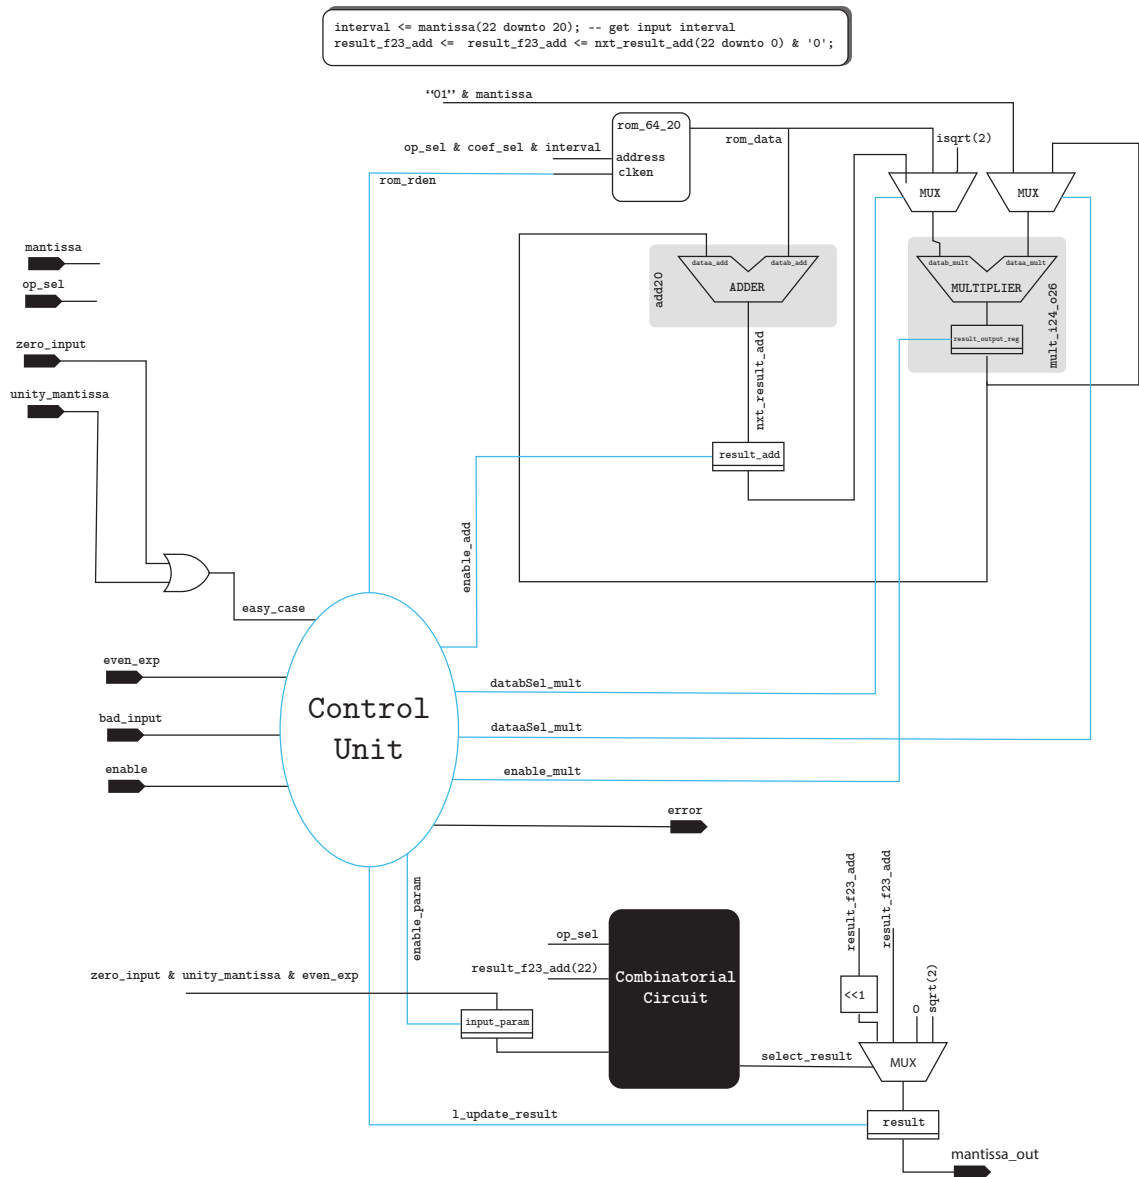 interval <= mantissa(22 downto 20); -- get input interval
result_f23_add <=  result_f23_add <= nxt_result_add(22 downto 0) & '0';
“01” & mantissa
rom_64_20
op_sel & coef_sel & interval
address
clken
rom_rden
rom_data
isqrt(2)
MUX
MUX
mantissa
op_sel
zero_input
unity_mantissa
dataa_add
datab_add
ADDER
add20
datab_mult
dataa_mult
MULTIPLIER
result_output_reg
mult_i24_o26
nxt_result_add
result_add
enable_add
easy_case
even_exp
bad_input
enable
Control
Unit
databSel_mult
dataaSel_mult
enable_mult
error
enable_param
zero_input & unity_mantissa & even_exp
input_param
op_sel
result_f23_add(22)
Combinatorial
Circuit
result_f23_add
result_f23_add
<<1
0
sqrt(2)
select_result
MUX
l_update_result
result
mantissa_out